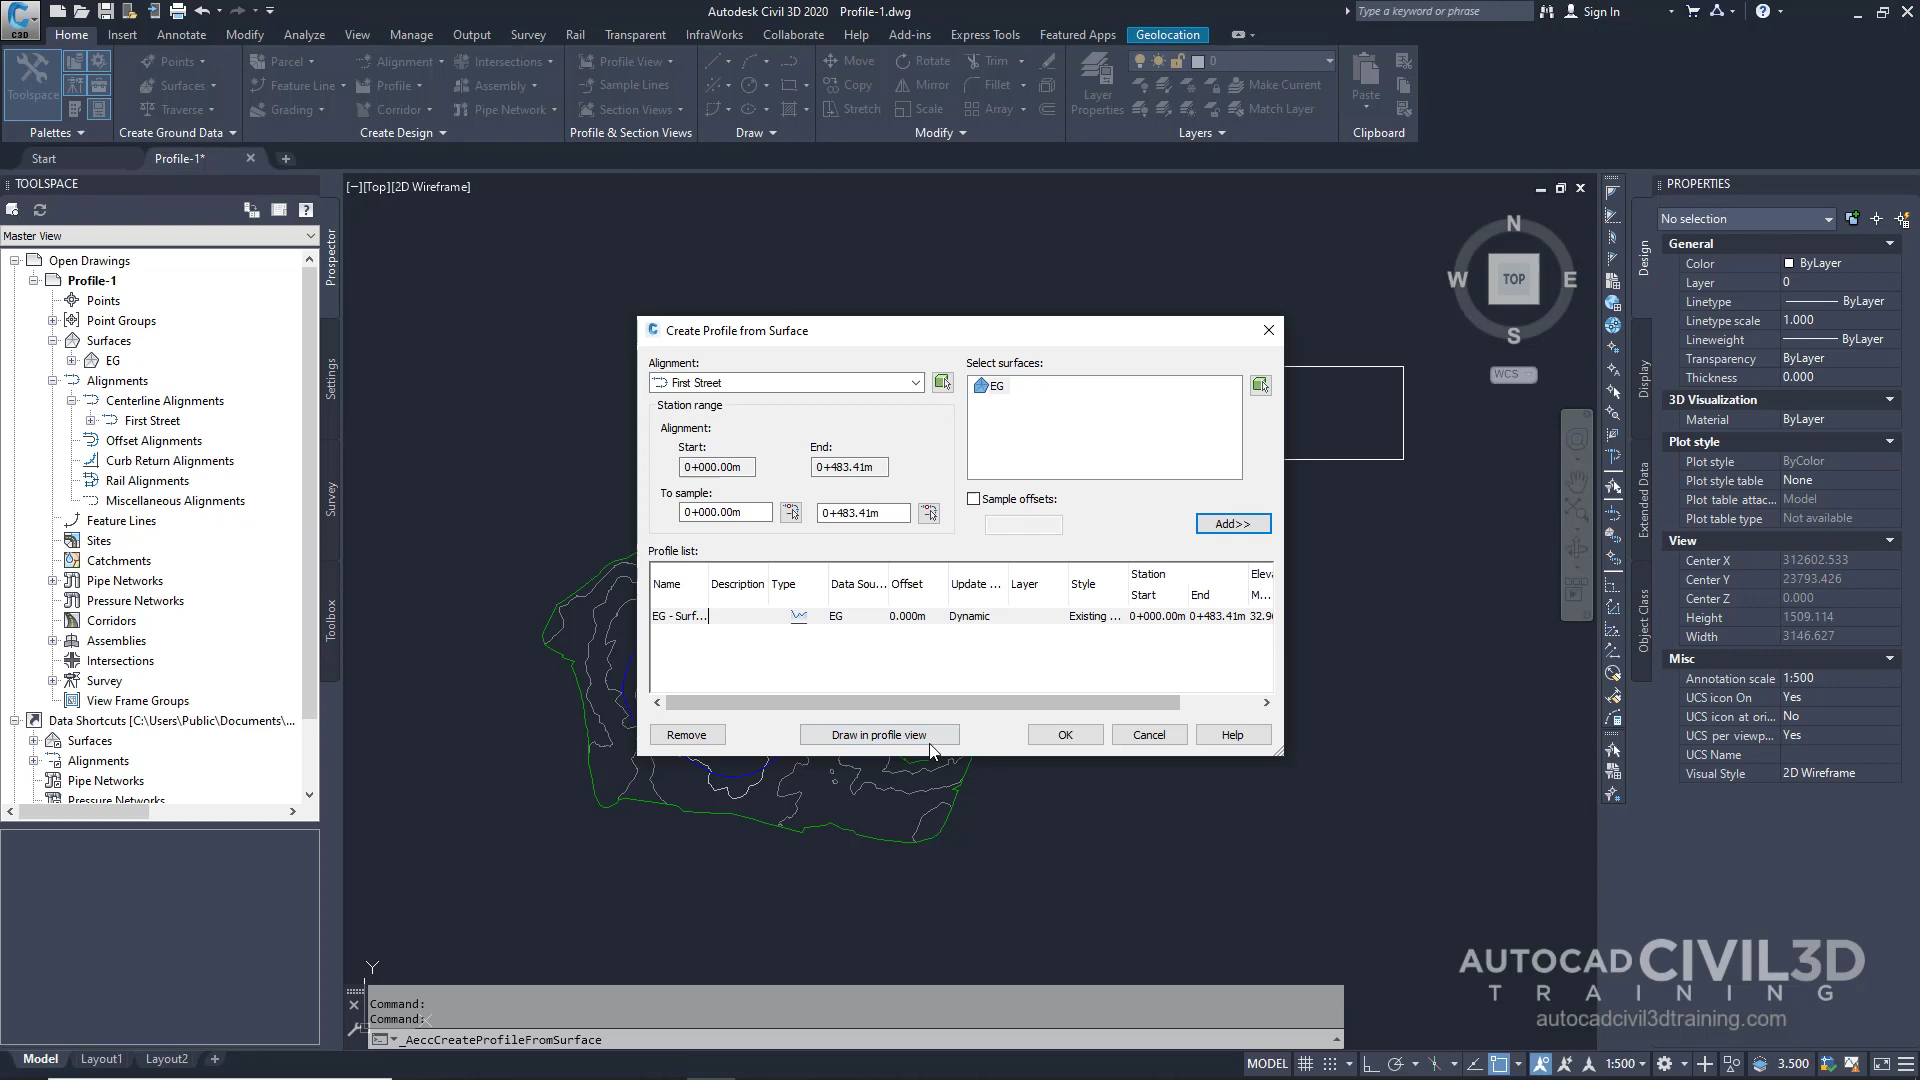 Autodesk Civil 3D 2020 Profile-1.dwg
Type a keyword or phrase
Sign In
C3D
Home Insert Annotate Modify Analyze View Manage Output Survey Rail Transparent InfraWorks Collaborate Help Add-ins Express Tools Featured Apps Geolocation
Toolspace
Points
Surfaces
Traverse
Parcel
Feature Line
Grading
Alignment
Profile
Corridor
Intersections
Assembly
Pipe Network
Profile View
Sample Lines
Section Views
Move
Copy
Stretch
Rotate
Mirror
Scale
Trim
Fillet
Array
Layer Properties
0
Make Current
Match Layer
Paste
Palettes Create Ground Data Create Design Profile & Section Views Draw Modify Layers Clipboard
Start Profile-1*
TOOLSPACE
Master View
Open Drawings
Profile-1
Points
Point Groups
Surfaces
EG
Alignments
Centerline Alignments
First Street
Offset Alignments
Curb Return Alignments
Rail Alignments
Miscellaneous Alignments
Feature Lines
Sites
Catchments
Pipe Networks
Pressure Networks
Corridors
Assemblies
Intersections
Survey
View Frame Groups
Data Shortcuts [C:\Users\Public\Documents\...
Surfaces
Alignments
Pipe Networks
Pressure Networks
Prospector
Settings
Survey
Toolbox
[−][Top][2D Wireframe]
N
W TOP E
S
WCS
Create Profile from Surface
Alignment:
First Street
Station range
Alignment:
Start: End:
0+000.00m 0+483.41m
To sample:
0+000.00m 0+483.41m
Select surfaces:
EG
Sample offsets:
Add>>
Profile list:
Name Description Type Data Sou... Offset Update ... Layer Style Station Eleva
Start End M...
EG - Surf... EG 0.000m Dynamic Existing ... 0+000.00m 0+483.41m 32.9
Remove Draw in profile view OK Cancel Help
Y
Command:
Command:
_AeccCreateProfileFromSurface
PROPERTIES
No selection
Design
Display
Extended Data
Object Class
General
Color ByLayer
Layer 0
Linetype ByLayer
Linetype scale 1.000
Lineweight ByLayer
Transparency ByLayer
Thickness 0.000
3D Visualization
Material ByLayer
Plot style
Plot style ByColor
Plot style table None
Plot table attac... Model
Plot table type Not available
View
Center X 312602.533
Center Y 23793.426
Center Z 0.000
Height 1509.114
Width 3146.627
Misc
Annotation scale 1:500
UCS icon On Yes
UCS icon at ori... No
UCS per viewp... Yes
UCS Name
Visual Style 2D Wireframe
AUTOCAD CIVIL3D
TRAINING
autocadcivil3dtraining.com
Model Layout1 Layout2
MODEL 1:500 3.500